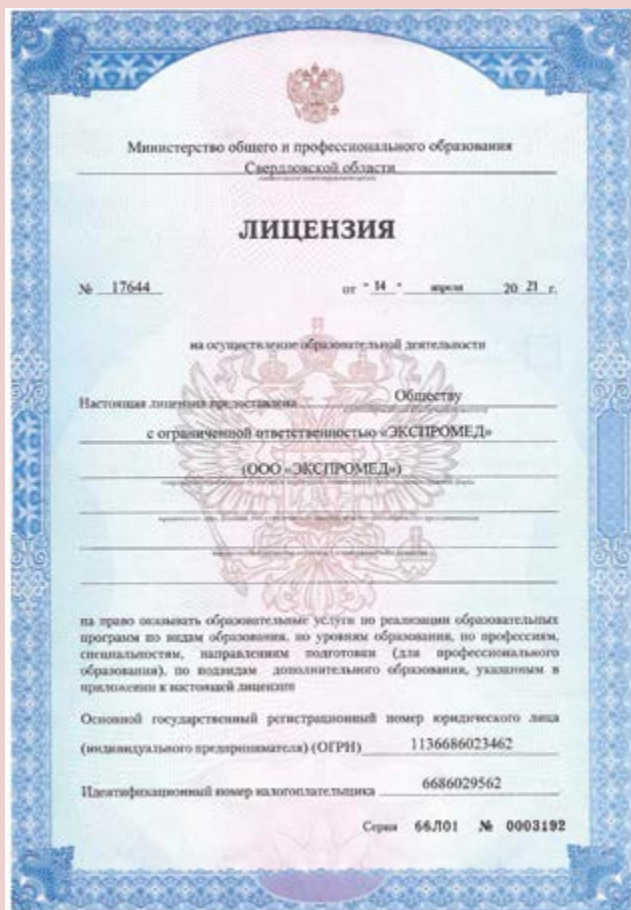 Министерство общего и профессионального образования
Свердловской области
ЛИЦЕНЗИЯ
№ 17644 от " 14 " апреля 20 21 г.
на осуществление образовательной деятельности
Настоящая лицензия предоставлена Обществу
с ограниченной ответственностью «ЭКСПРОМЕД»
(ООО «ЭКСПРОМЕД»)
на право оказывать образовательные услуги по реализации образовательных
программ по видам образования, по уровням образования, по профессиям,
специальностям, направлениям подготовки (для профессионального
образования), по подвидам дополнительного образования, указанным в
приложении к настоящей лицензии
Основной государственный регистрационный номер юридического лица
(индивидуального предпринимателя) (ОГРН) 1136686023462
Идентификационный номер налогоплательщика 6686029562
Серия 66Л01 № 0003192